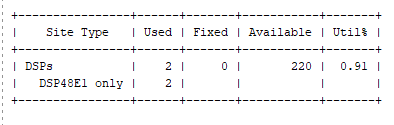 +----------------+------+-------+-----------+-------+
|    Site Type   | Used | Fixed | Available | Util% |
+----------------+------+-------+-----------+-------+
| DSPs           |    2 |     0 |       220 |  0.91 |
|   DSP48E1 only |    2 |       |           |       |
+----------------+------+-------+-----------+-------+